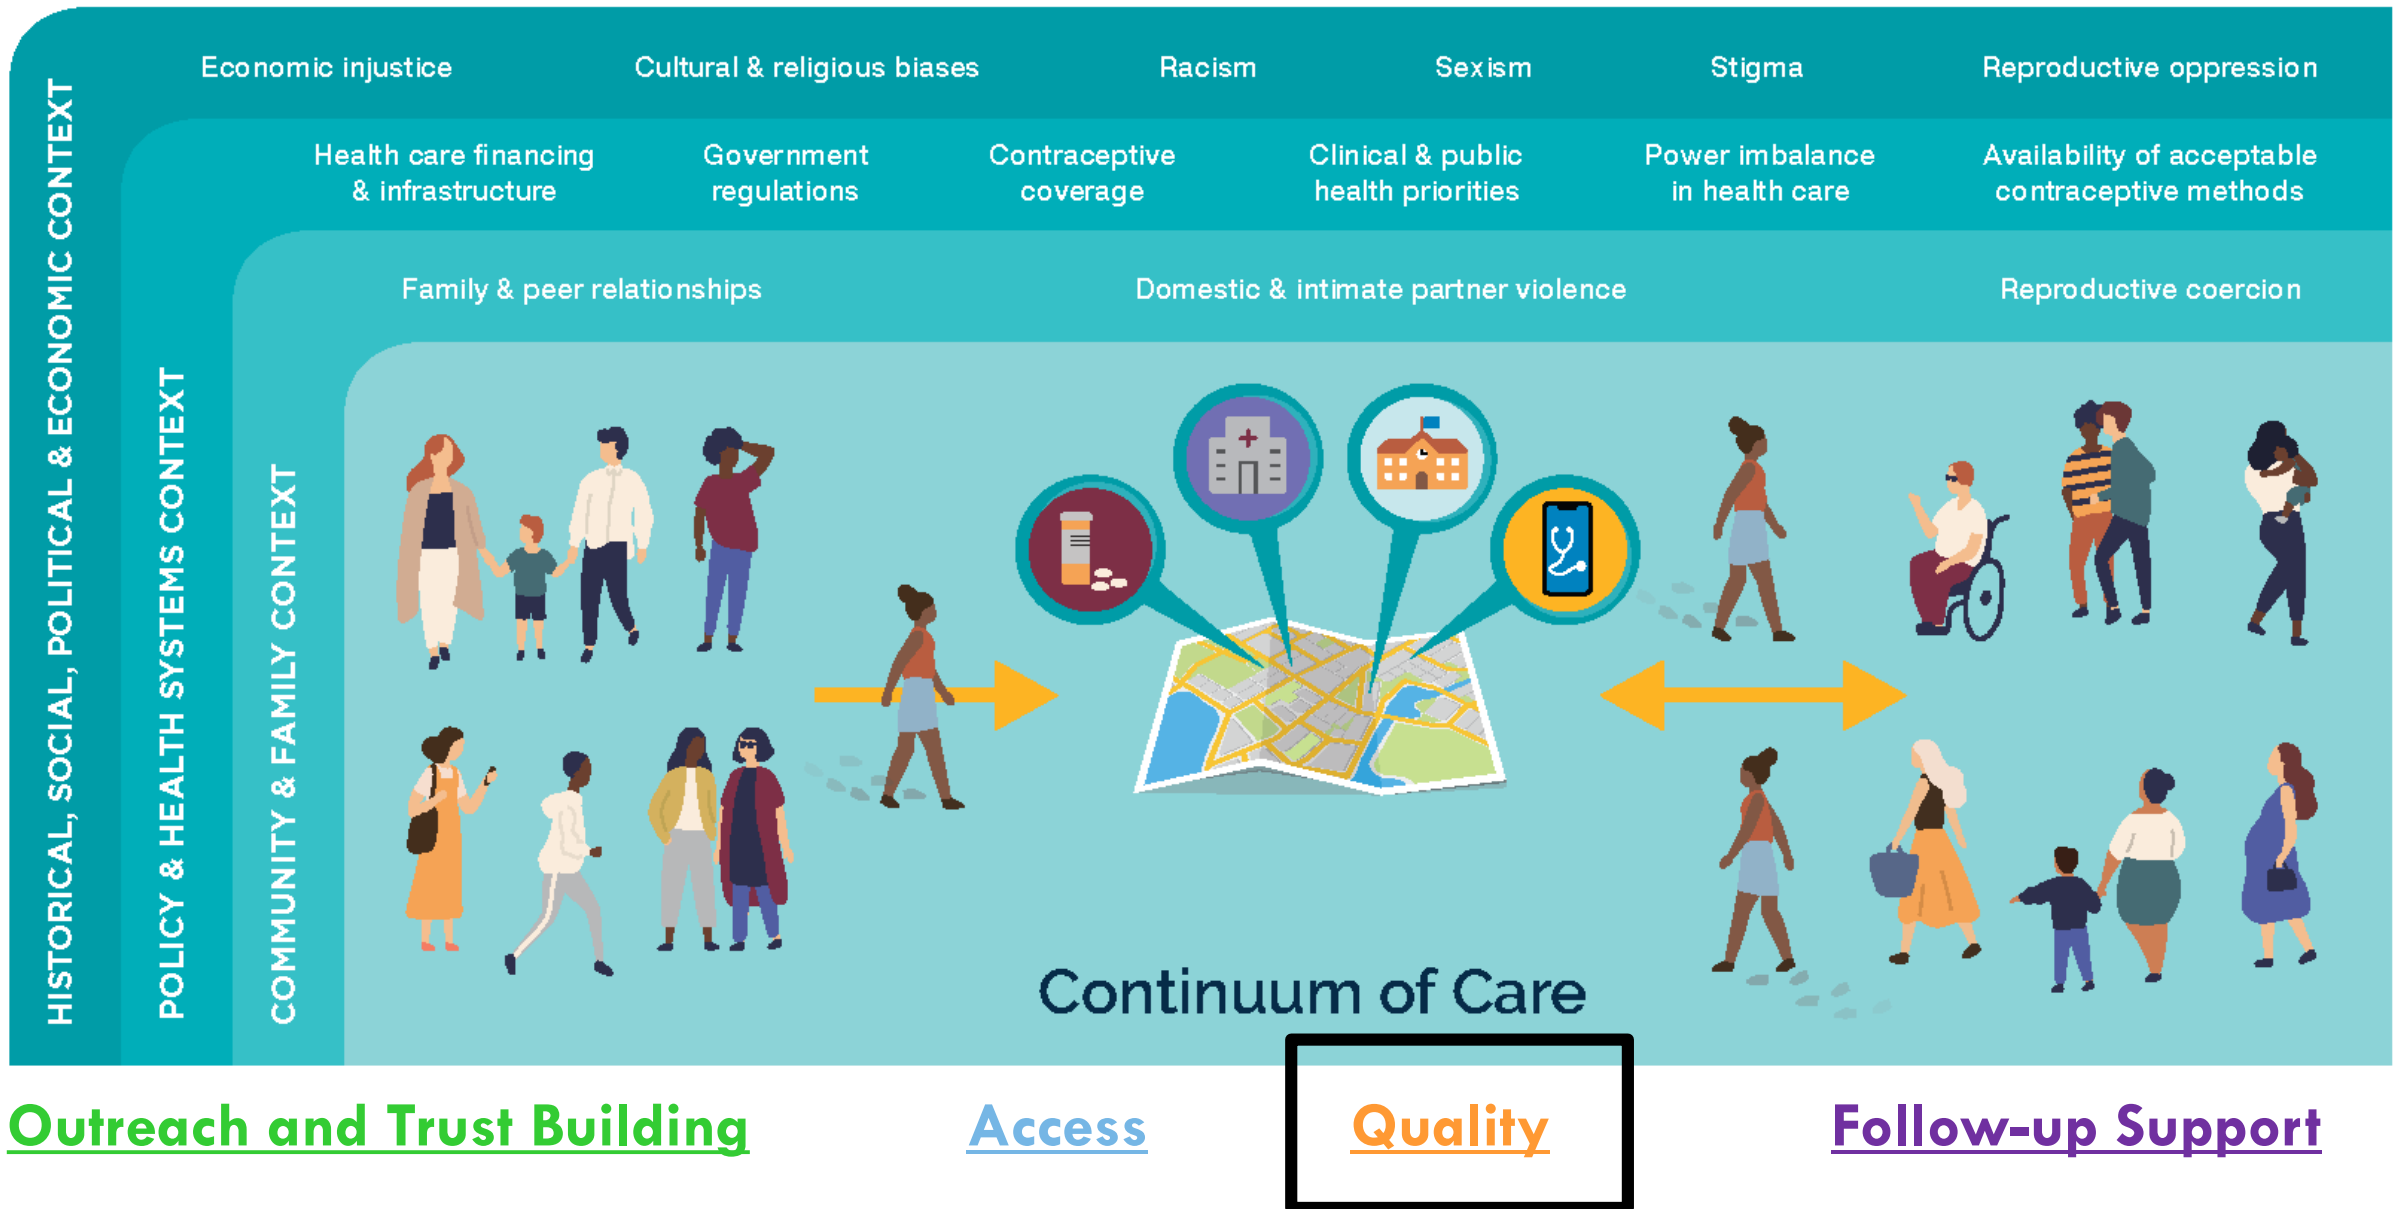 HISTORICAL, SOCIAL, POLITICAL & ECONOMIC CONTEXT
Economic injustice
Cultural & religious biases
Racism
Sexism
Stigma
Reproductive oppression
POLICY & HEALTH SYSTEMS CONTEXT
Health care financing
& infrastructure
Government
regulations
Contraceptive
coverage
Clinical & public
health priorities
Power imbalance
in health care
Availability of acceptable
contraceptive methods
COMMUNITY & FAMILY CONTEXT
Family & peer relationships
Domestic & intimate partner violence
Reproductive coercion
Continuum of Care
Outreach and Trust Building
Access
Quality
Follow-up Support